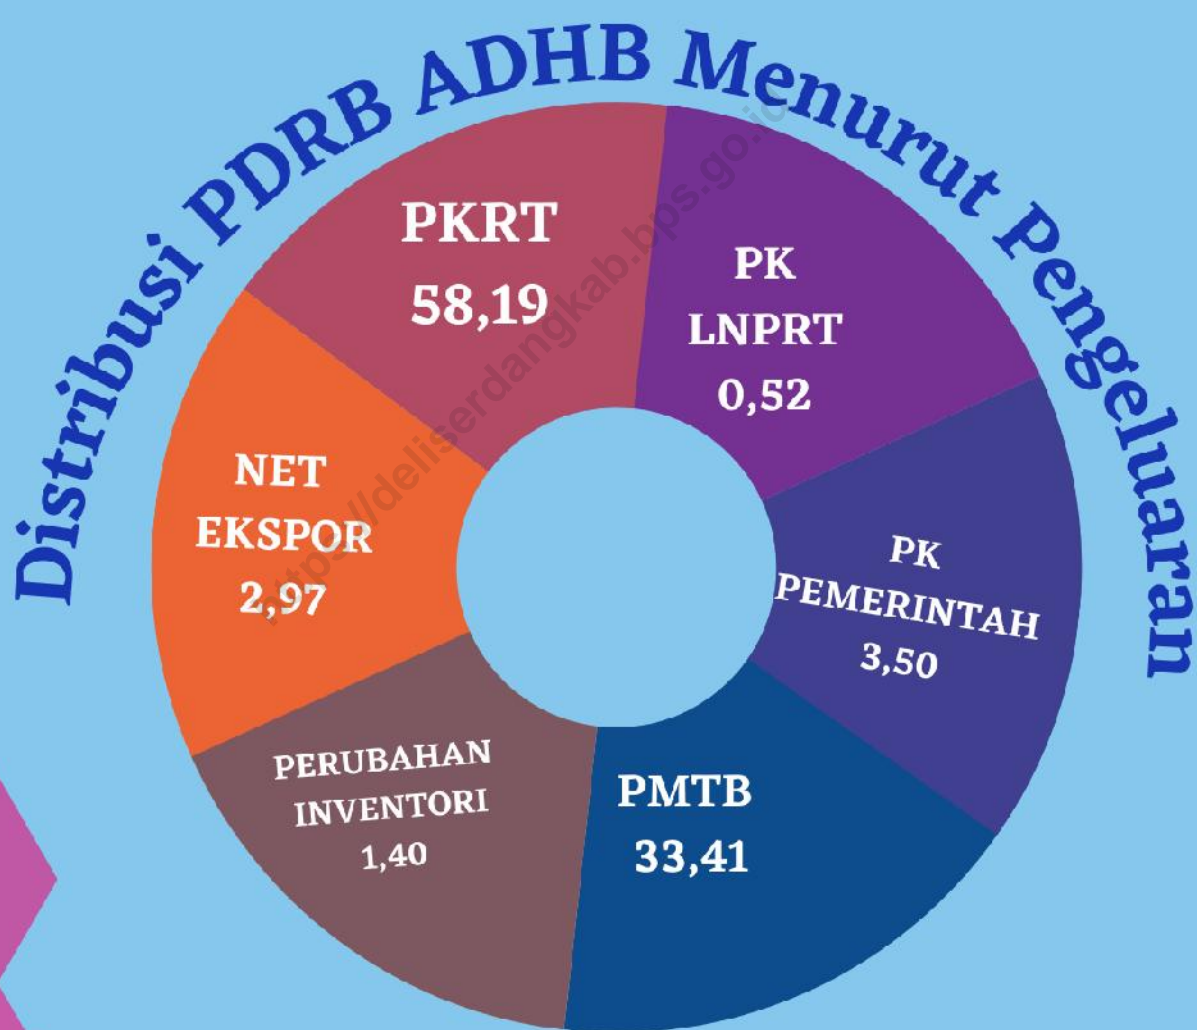 Distribusi PDRB ADHB Menurut Pengeluaran
PKRT
58,19
PK
LNPRT
0,52
PK
PEMERINTAH
3,50
PMTB
33,41
PERUBAHAN
INVENTORI
1,40
NET
EKSPOR
2,97
https://deliserdangkab.bps.go.id